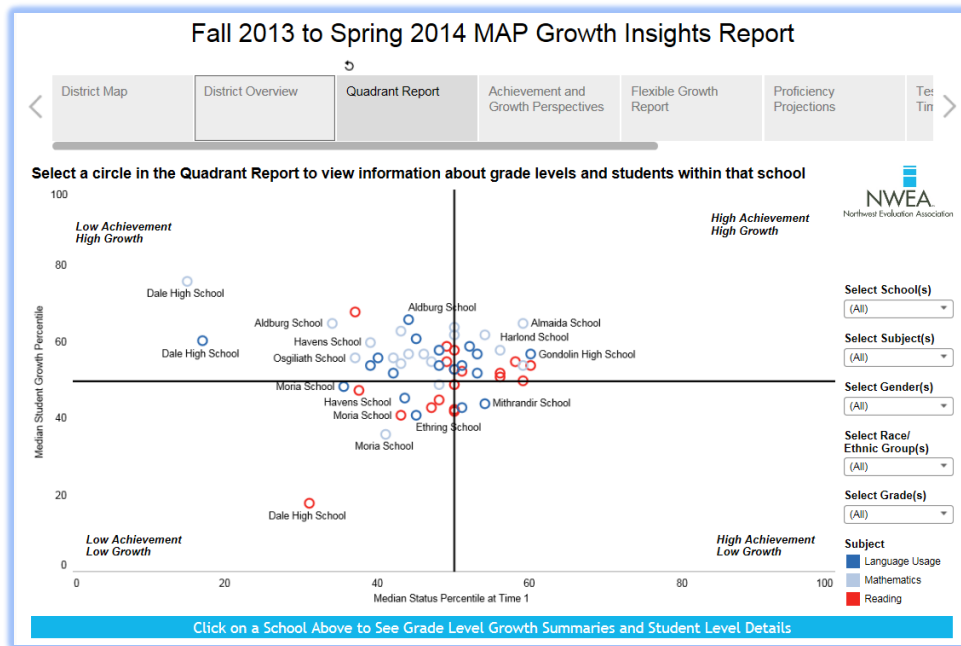 Fall 2013 to Spring 2014 MAP Growth Insights Report
District Map
District Overview
Quadrant Report
Achievement and
Growth Perspectives
Flexible Growth
Report
Proficiency
Projections
Select a circle in the Quadrant Report to view information about grade levels and students within that school
NWEA
Northwest Evaluation Association
100
80
60
40
20
0
Median Student Growth Percentile
Low Achievement
High Growth
High Achievement
High Growth
Dale High School
Aldburg School
Aldburg School
Almaida School
Havens School
Harlond School
Dale High School
Osgiliath School
Gondolin High School
Moria School
Havens School
Mithrandir School
Moria School
Ethring School
Moria School
Dale High School
Low Achievement
Low Growth
High Achievement
Low Growth
0
20
40
60
80
100
Median Status Percentile at Time 1
Select School(s)
(All)
Select Subject(s)
(All)
Select Gender(s)
(All)
Select Race/
Ethnic Group(s)
(All)
Select Grade(s)
(All)
Subject
Language Usage
Mathematics
Reading
Click on a School Above to See Grade Level Growth Summaries and Student Level Details